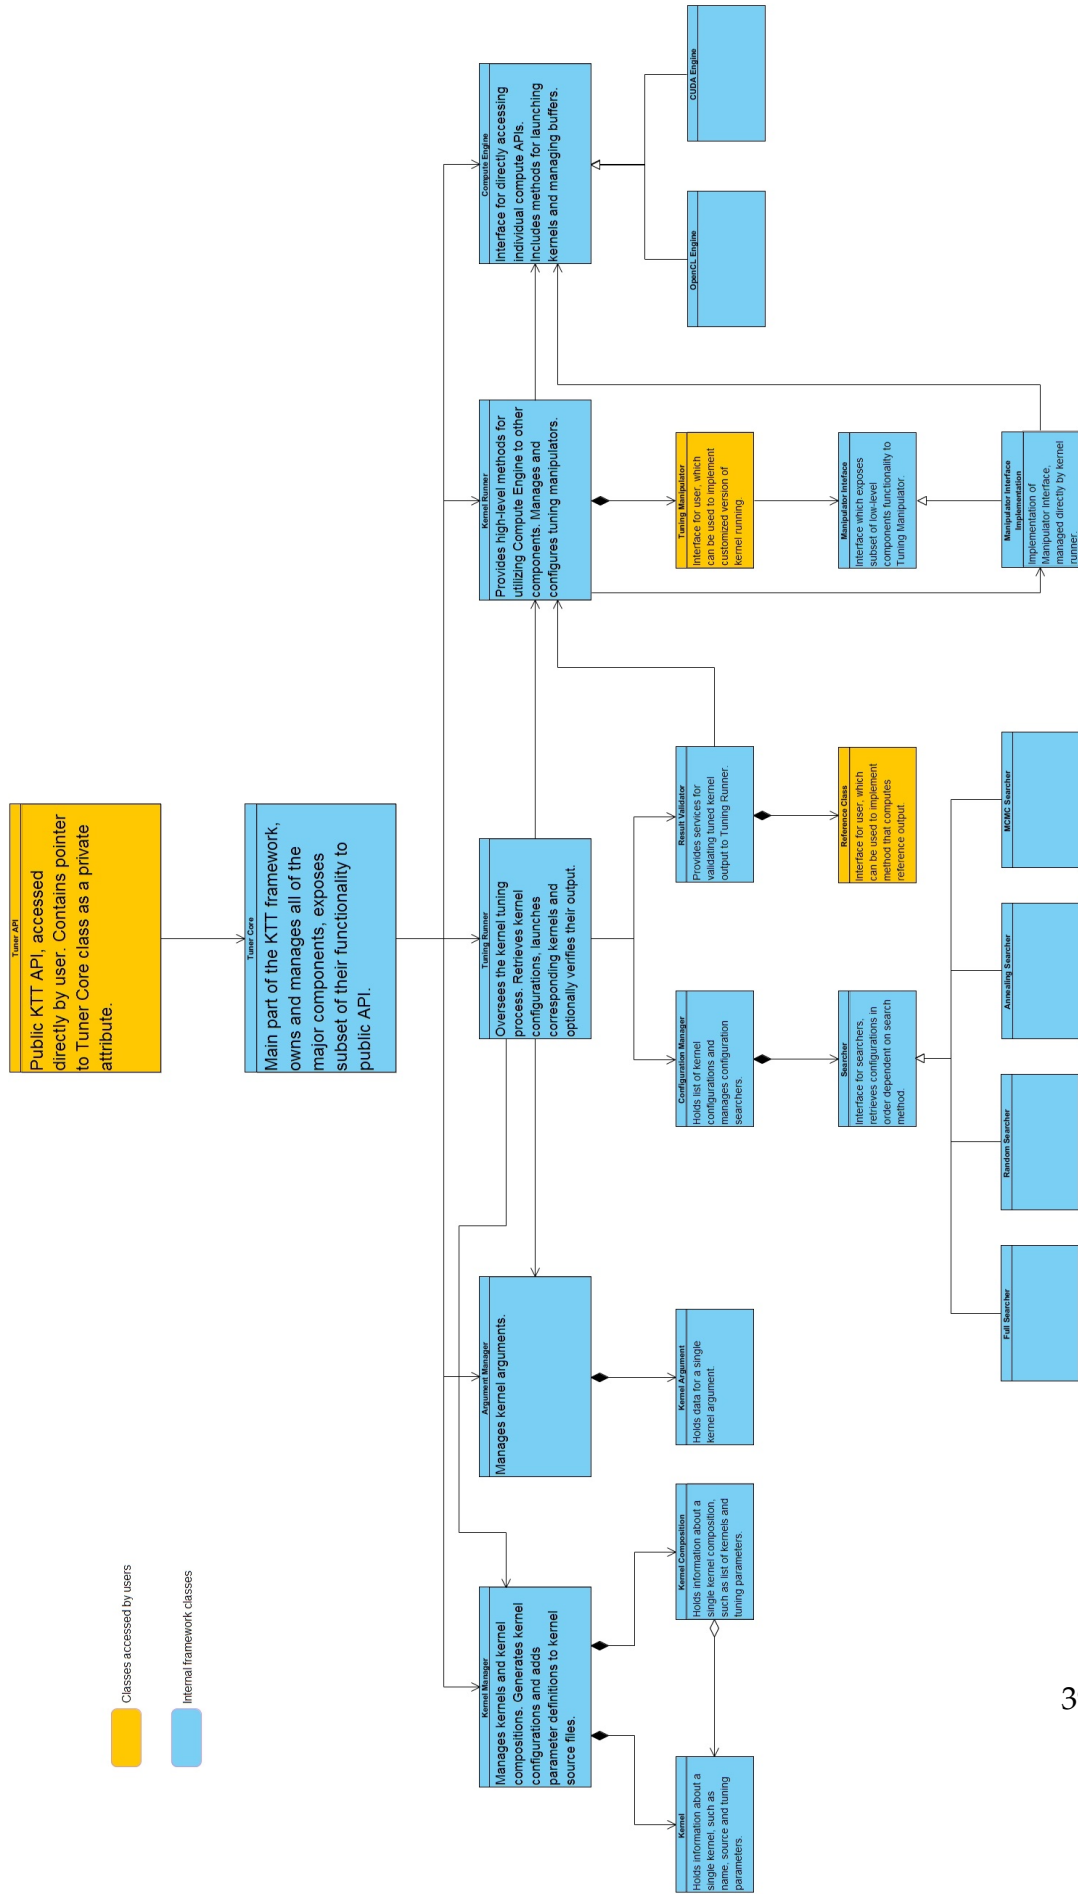 Classes accessed by users
Internal framework classes
Tuner API
Public KTT API, accessed
directly by user. Contains pointer
to Tuner Core class as a private
attribute.
Tuner Core
Main part of the KTT framework,
owns and manages all of the
major components, exposes
subset of their functionality to
public API.
Kernel Manager
Manages kernels and kernel
compositions. Generates kernel
configurations and adds
parameter definitions to kernel
source files.
Argument Manager
Manages kernel arguments.
Tuning Runner
Oversees the kernel tuning
process. Retrieves kernel
configurations, launches
corresponding kernels and
optionally verifies their output.
Kernel Runner
Provides high-level methods for
utilizing Compute Engine to other
components. Manages and
configures tuning manipulators.
Compute Engine
Interface for directly accessing
individual compute APIs.
Includes methods for launching
kernels and managing buffers.
Kernel
Holds information about a
single kernel, such as
name, source and tuning
parameters.
Kernel Composition
Holds information about a
single kernel composition,
such as list of kernels and
tuning parameters.
Kernel Argument
Holds data for a single
kernel argument.
Configuration Manager
Holds list of kernel
configurations and
manages configuration
searchers.
Result Validator
Provides services for
validating tuned kernel
output to Tuning Runner.
Tuning Manipulator
Interface for user, which
can be used to implement
customized version of
kernel running.
OpenCL Engine
CUDA Engine
Searcher
Interface for searchers,
retrieves configurations in
order dependent on search
method.
Reference Class
Interface for user, which
can be used to implement
method that computes
reference output.
Manipulator Inteface
Interface which exposes
subset of low-level
components functionality to
Tuning Manipulator.
Full Searcher
Random Searcher
Annealing Searcher
MCMC Searcher
Manipulator Interface
Implementation
Implementation of
Manipulator Interface,
managed directly by kernel
runner.
3